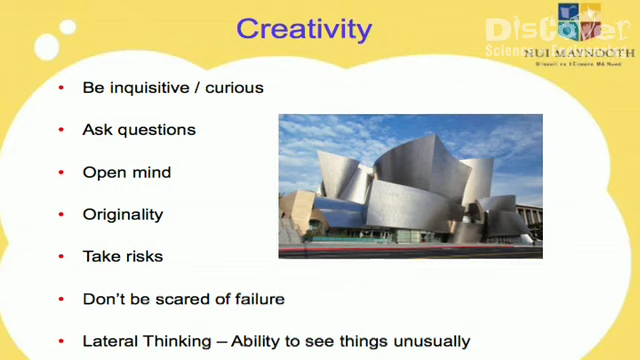 Creativity
Discover
NUI MAYNOOTH
Be inquisitive / curious
Ask questions
Open mind
Originality
Take risks
Don't be scared of failure
Lateral Thinking – Ability to see things unusually